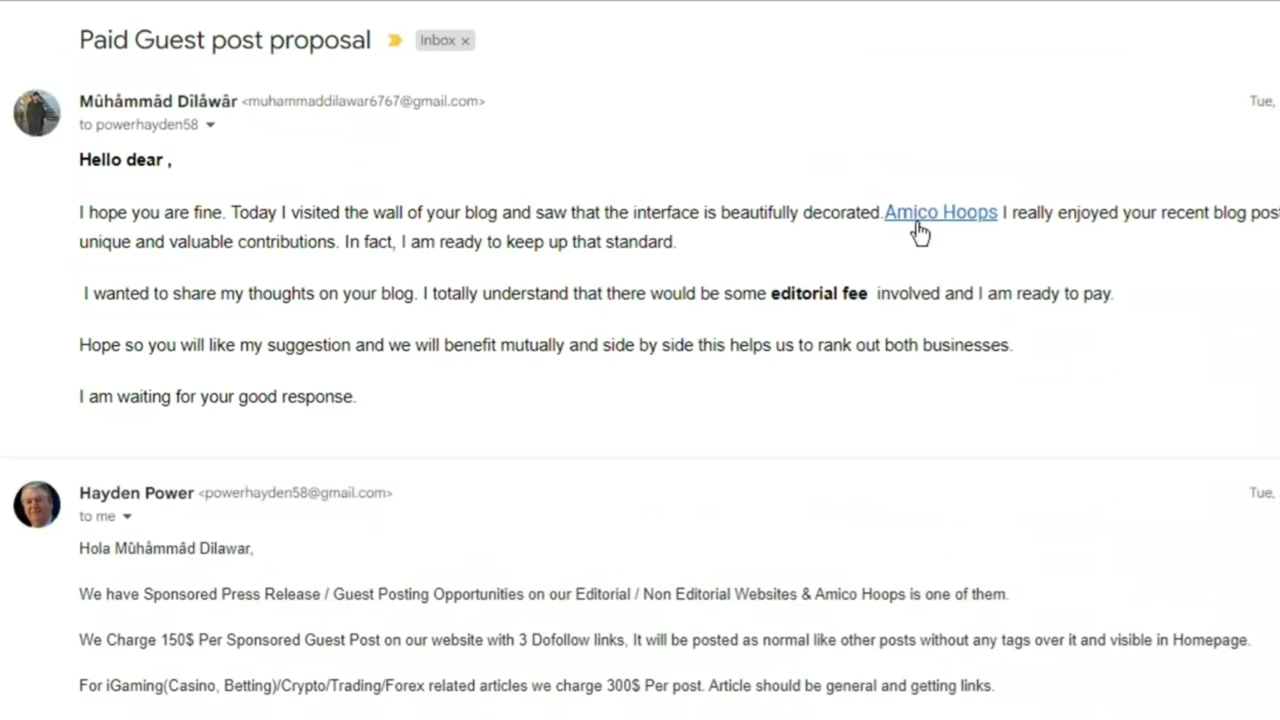 Paid Guest post proposal Inbox ×
Mûhåmmâd Dîlåwâr <muhammaddilawar6767@gmail.com> Tue,
to powerhayden58
Hello dear ,
I hope you are fine. Today I visited the wall of your blog and saw that the interface is beautifully decorated.Amico Hoops I really enjoyed your recent blog post
unique and valuable contributions. In fact, I am ready to keep up that standard.
I wanted to share my thoughts on your blog. I totally understand that there would be some editorial fee involved and I am ready to pay.
Hope so you will like my suggestion and we will benefit mutually and side by side this helps us to rank out both businesses.
I am waiting for your good response.
Hayden Power <powerhayden58@gmail.com> Tue,
to me
Hola Mûhåmmâd Dîlawar,
We have Sponsored Press Release / Guest Posting Opportunities on our Editorial / Non Editorial Websites & Amico Hoops is one of them.
We Charge 150$ Per Sponsored Guest Post on our website with 3 Dofollow links, It will be posted as normal like other posts without any tags over it and visible in Homepage.
For iGaming(Casino, Betting)/Crypto/Trading/Forex related articles we charge 300$ Per post. Article should be general and getting links.